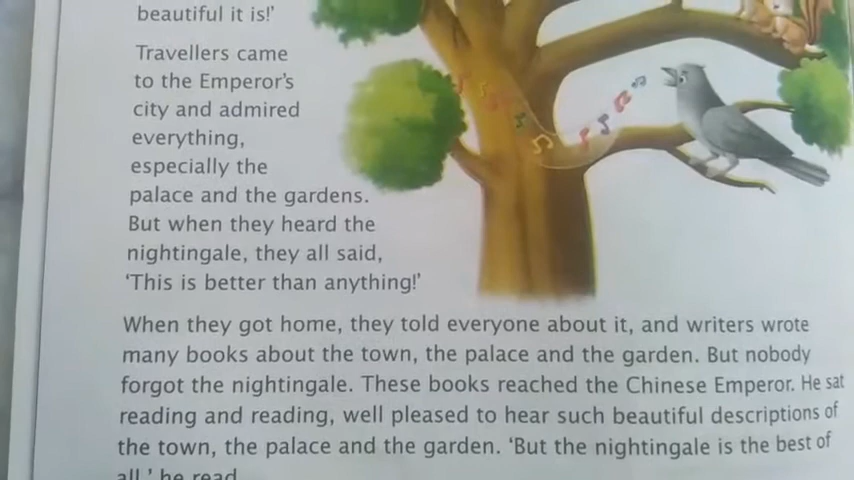 beautiful it is!'
Travellers came
to the Emperor's
city and admired
everything,
especially the
palace and the gardens.
But when they heard the
nightingale, they all said,
‘This is better than anything!’
When they got home, they told everyone about it, and writers wrote
many books about the town, the palace and the garden. But nobody
forgot the nightingale. These books reached the Chinese Emperor. He sat
reading and reading, well pleased to hear such beautiful descriptions of
the town, the palace and the garden. ‘But the nightingale is the best of
all,’ he read